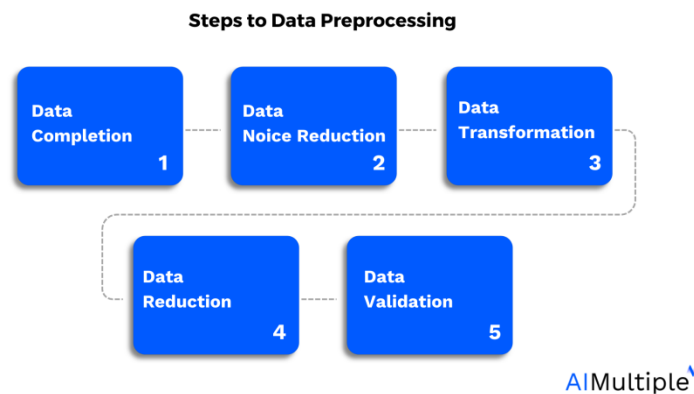 Steps to Data Preprocessing
Data
Completion
1
Data
Noice Reduction
2
Data
Transformation
3
Data
Reduction
4
Data
Validation
5
AIMultiple